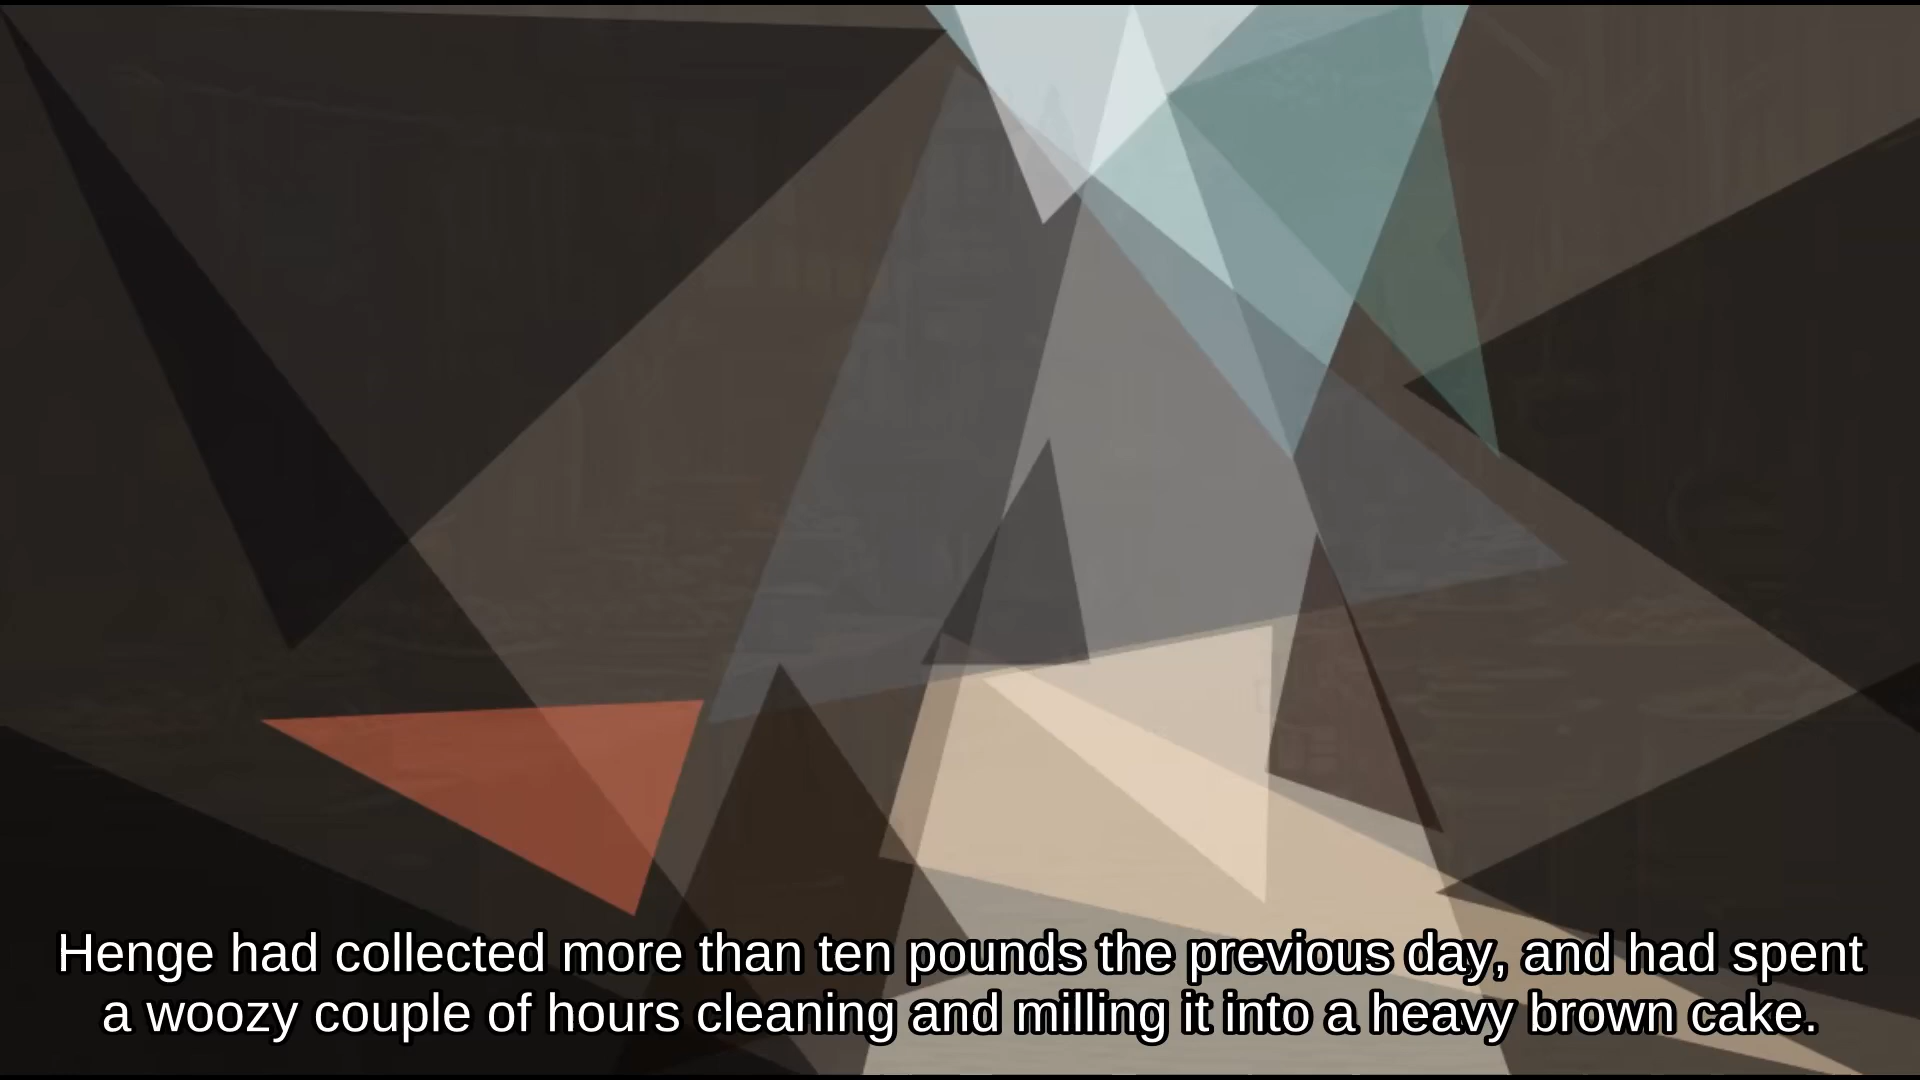 Henge had collected more than ten pounds the previous day, and had spent
a woozy couple of hours cleaning and milling it into a heavy brown cake.